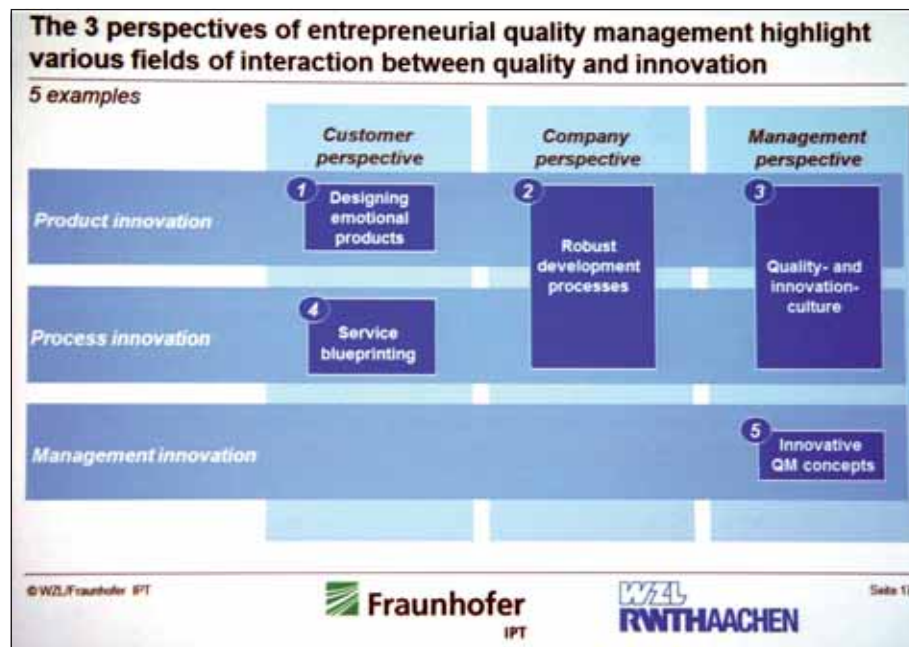 The 3 perspectives of entrepreneurial quality management highlight
various fields of interaction between quality and innovation
5 examples
Customer
perspective
Company
perspective
Management
perspective
Product innovation
1
Designing
emotional
products
2
Robust
development
processes
3
Quality- and
innovation-
culture
Process innovation
4
Service
blueprinting
Management innovation
5
Innovative
QM concepts
© WZL/Fraunhofer IPT
Fraunhofer
IPT
WZL
RWTHAACHEN
Seite